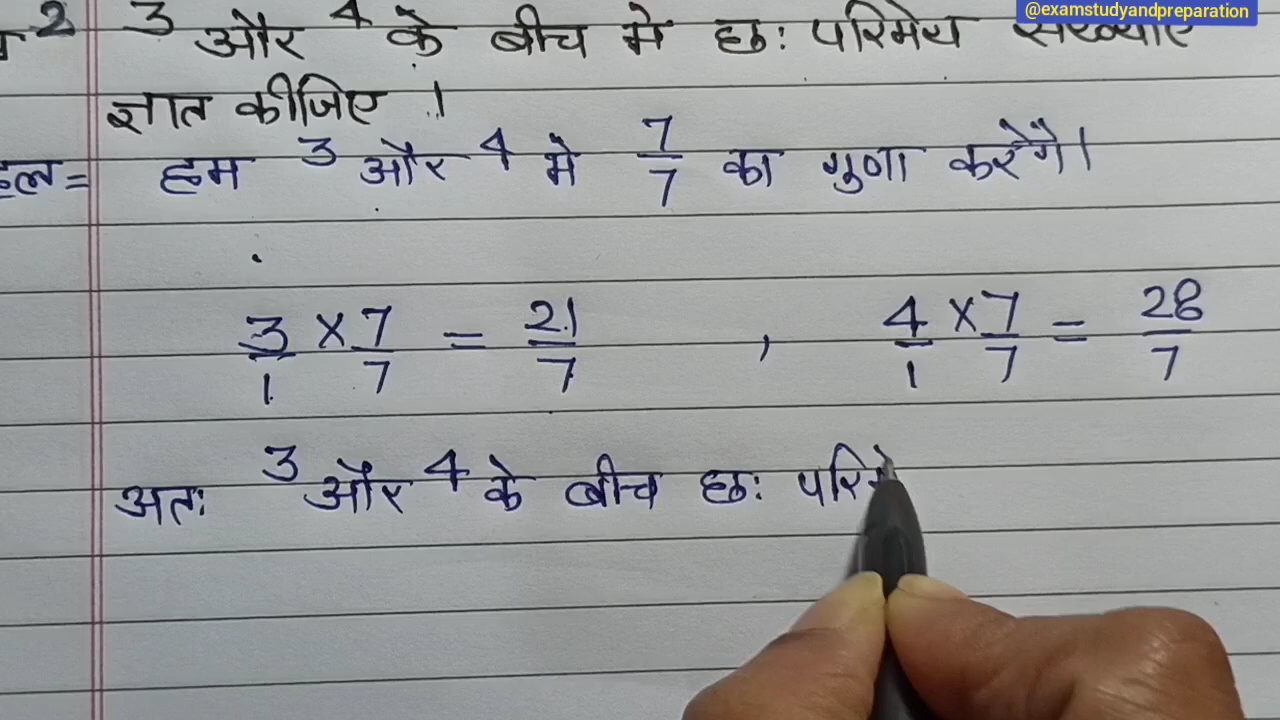 @examstudyandpreparation
2 3 और 4 के बीच मे छः परिमेय संख्याए
ज्ञात कीजिए ।
हल= हम 3 और 4 मे 7/7 का गुणा करेंगे।
3/1 × 7/7 = 21/7 , 4/1 × 7/7 = 28/7
अतः 3 और 4 के बीच छः